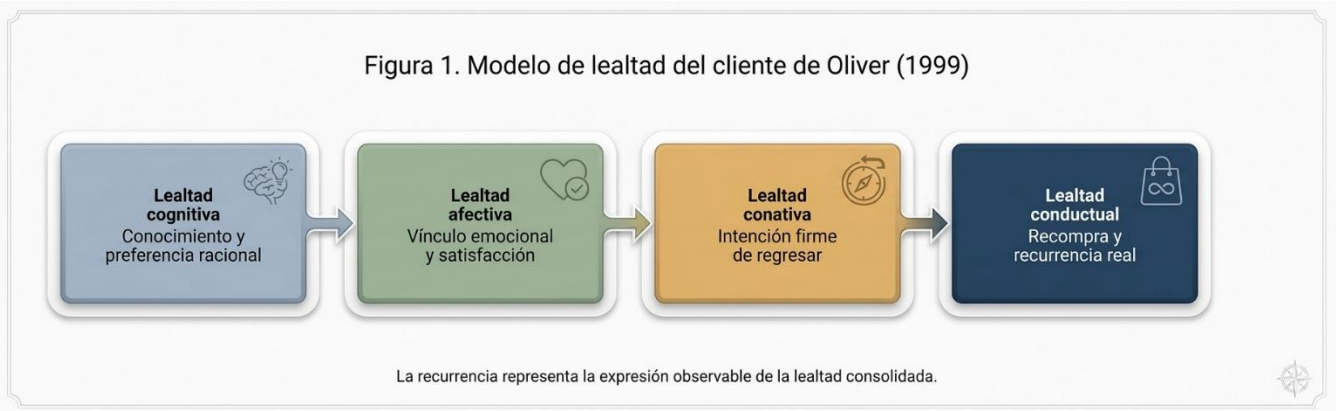 Figura 1. Modelo de lealtad del cliente de Oliver (1999)
Lealtad
cognitiva
Conocimiento y
preferencia racional
Lealtad
afectiva
Vínculo emocional
y satisfacción
Lealtad
conativa
Intención firme
de regresar
Lealtad
conductual
Recompra y
recurrencia real
La recurrencia representa la expresión observable de la lealtad consolidada.